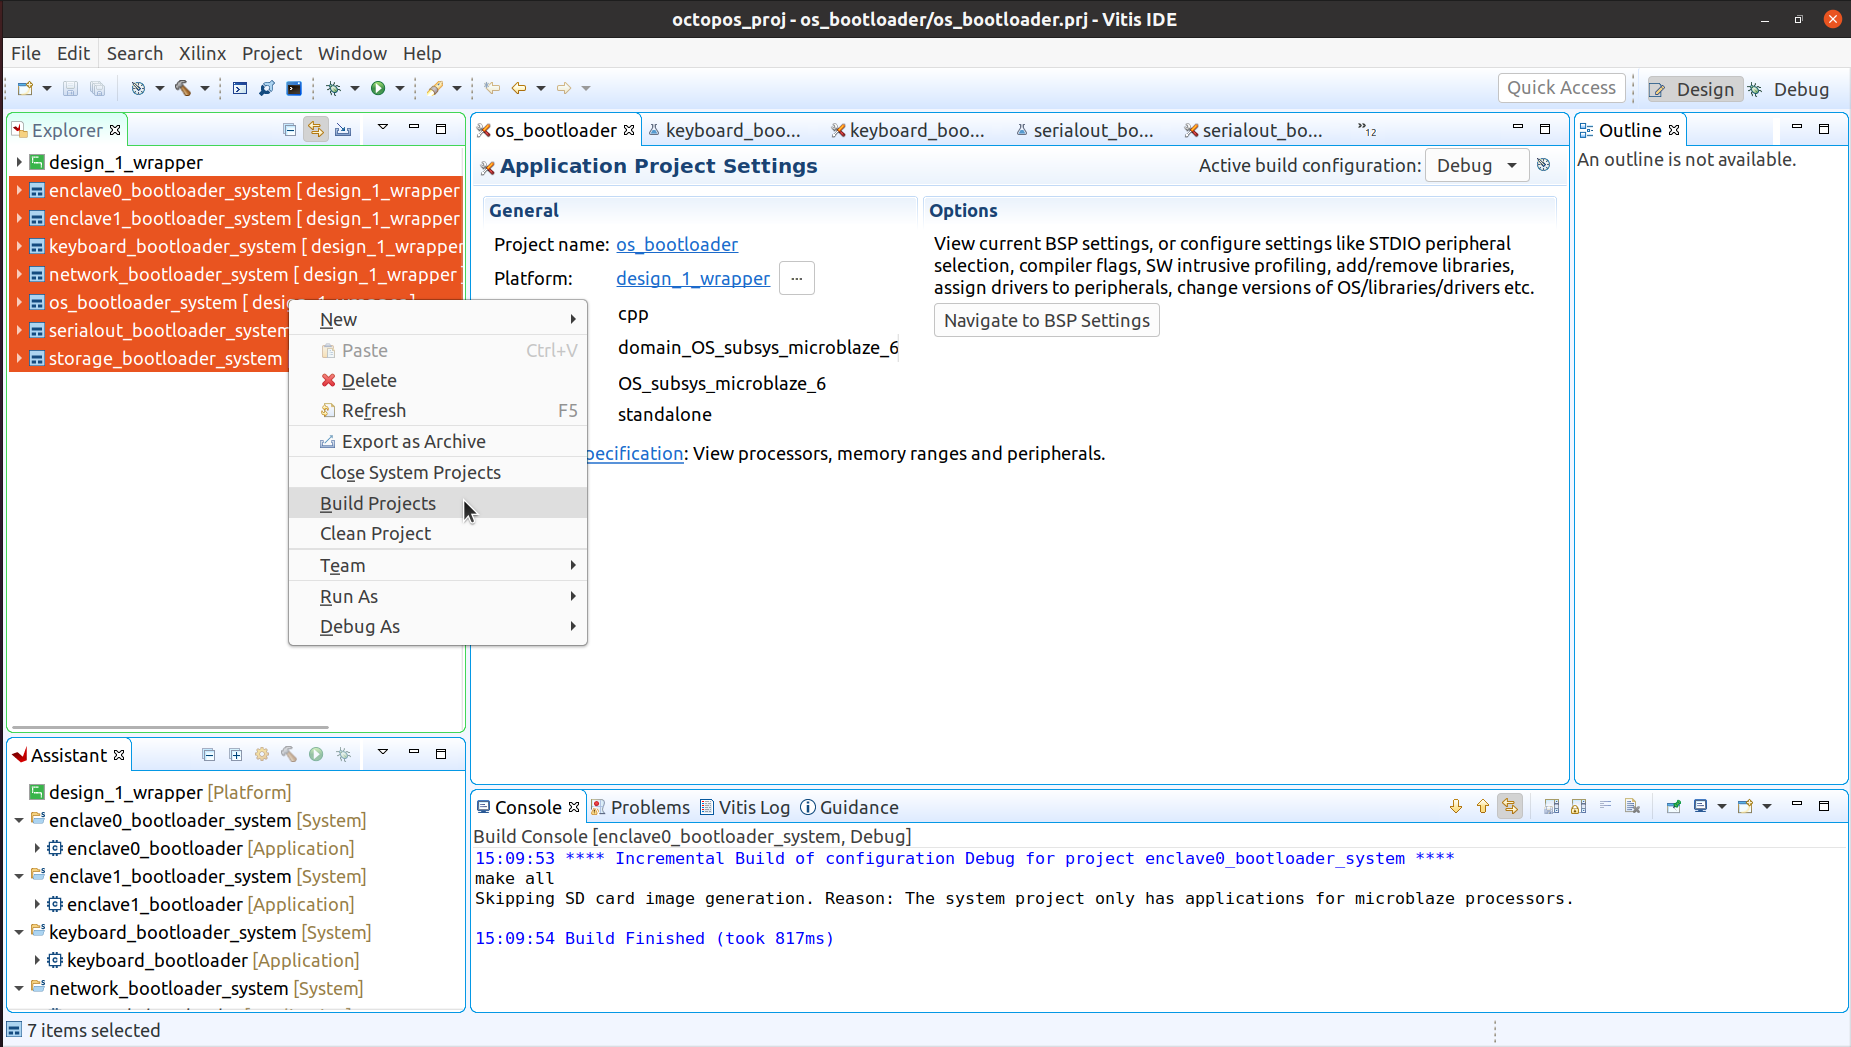 octopos_proj - os_bootloader/os_bootloader.prj - Vitis IDE
File Edit Search Xilinx Project Window Help
Quick Access
Design
Debug
Explorer
design_1_wrapper
enclave0_bootloader_system [ design_1_wrapper
enclave1_bootloader_system [ design_1_wrapper
keyboard_bootloader_system [ design_1_wrapper
network_bootloader_system [ design_1_wrapper
os_bootloader_system [ design_1_wrapper]
serialout_bootloader_system
storage_bootloader_system
New
Paste Ctrl+V
Delete
Refresh F5
Export as Archive
Close System Projects
Build Projects
Clean Project
Team
Run As
Debug As
os_bootloader keyboard_boo... keyboard_boo... serialout_bo... serialout_bo... »12
Application Project Settings
Active build configuration: Debug
General
Project name: os_bootloader
Platform: design_1_wrapper ...
cpp
domain_OS_subsys_microblaze_6
OS_subsys_microblaze_6
standalone
pecification: View processors, memory ranges and peripherals.
Options
View current BSP settings, or configure settings like STDIO peripheral
selection, compiler flags, SW intrusive profiling, add/remove libraries,
assign drivers to peripherals, change versions of OS/libraries/drivers etc.
Navigate to BSP Settings
Outline
An outline is not available.
Assistant
design_1_wrapper [Platform]
enclave0_bootloader_system [System]
enclave0_bootloader [Application]
enclave1_bootloader_system [System]
enclave1_bootloader [Application]
keyboard_bootloader_system [System]
keyboard_bootloader [Application]
network_bootloader_system [System]
Console Problems Vitis Log Guidance
Build Console [enclave0_bootloader_system, Debug]
15:09:53 **** Incremental Build of configuration Debug for project enclave0_bootloader_system ****
make all
Skipping SD card image generation. Reason: The system project only has applications for microblaze processors.
15:09:54 Build Finished (took 817ms)
7 items selected